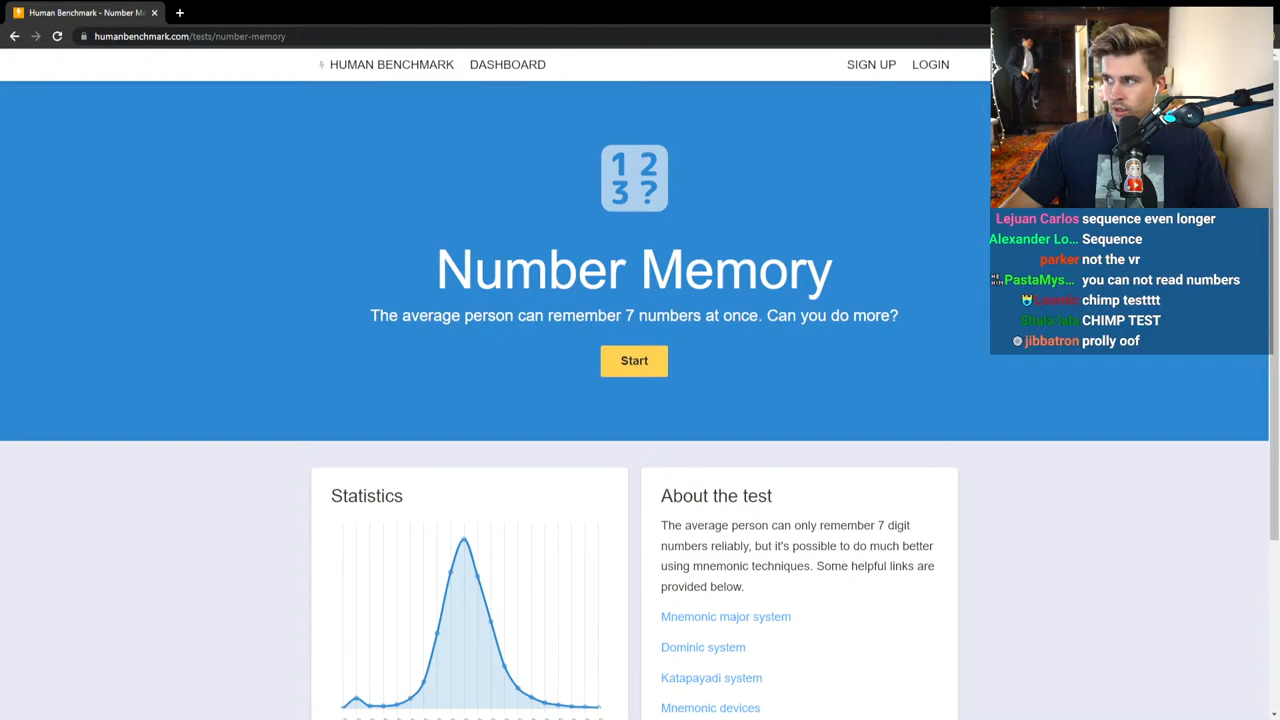 Human Benchmark - Number Me
humanbenchmark.com/tests/number-memory
HUMAN BENCHMARK DASHBOARD SIGN UP LOGIN
1 2
3 ?
Number Memory
The average person can remember 7 numbers at once. Can you do more?
Start
Lejuan Carlos sequence even longer
Alexander Lo... Sequence
parker not the vr
PastaMys... you can not read numbers
chimp testttt
Shala lala CHIMP TEST
jibbatron prolly oof
Statistics
About the test
The average person can only remember 7 digit
numbers reliably, but it's possible to do much better
using mnemonic techniques. Some helpful links are
provided below.
Mnemonic major system
Dominic system
Katapayadi system
Mnemonic devices